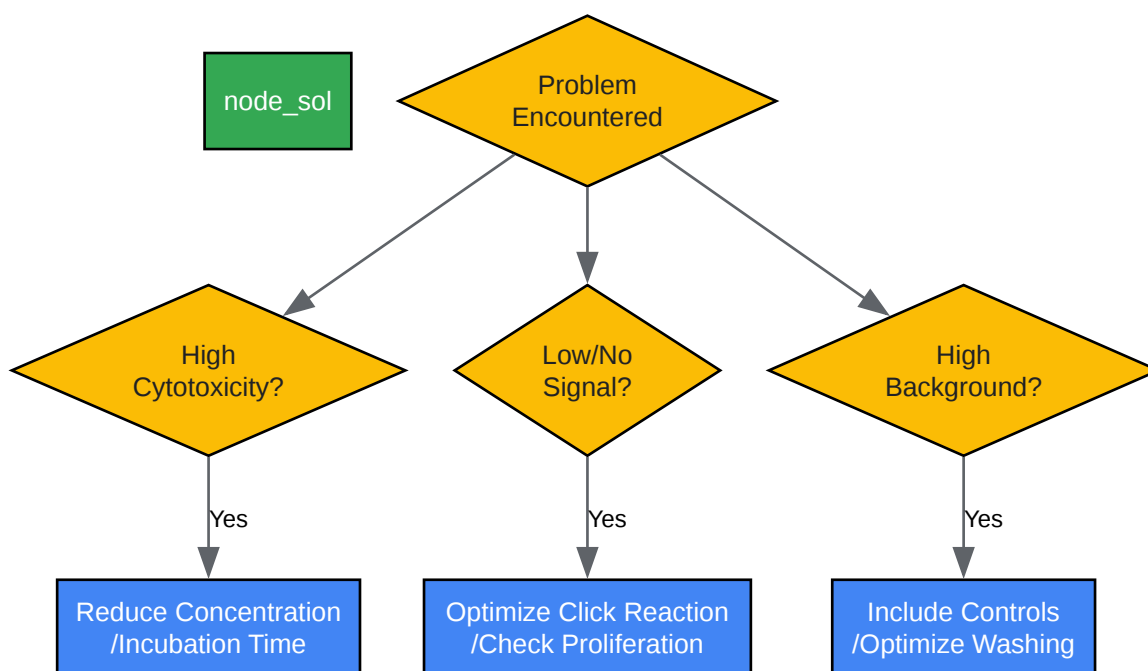 node_sol
Problem
Encountered
High
Cytotoxicity?
Low/No
Signal?
High
Background?
Yes
Yes
Yes
Reduce Concentration
/Incubation Time
Optimize Click Reaction
/Check Proliferation
Include Controls
/Optimize Washing